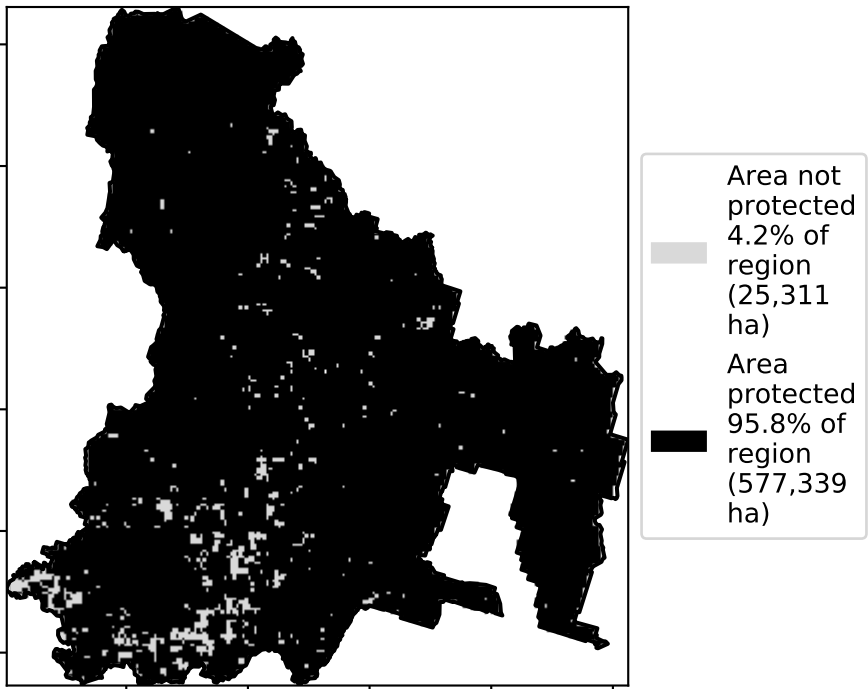 Area not
protected
4.2% of
region
(25,311
ha)
Area
protected
95.8% of
region
(577,339
ha)